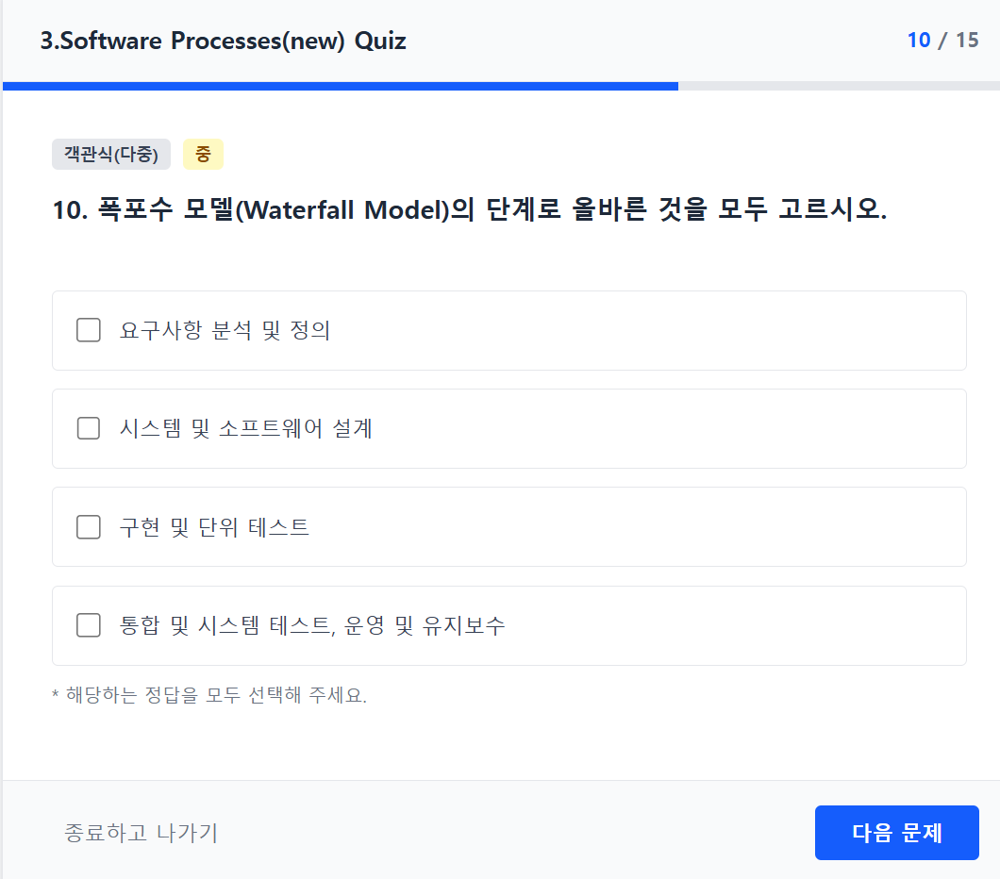 3.Software Processes(new) Quiz
10 / 15
객관식(다중) 중
10. 폭포수 모델(Waterfall Model)의 단계로 올바른 것을 모두 고르시오.
요구사항 분석 및 정의
시스템 및 소프트웨어 설계
구현 및 단위 테스트
통합 및 시스템 테스트, 운영 및 유지보수
* 해당하는 정답을 모두 선택해 주세요.
종료하고 나가기
다음 문제